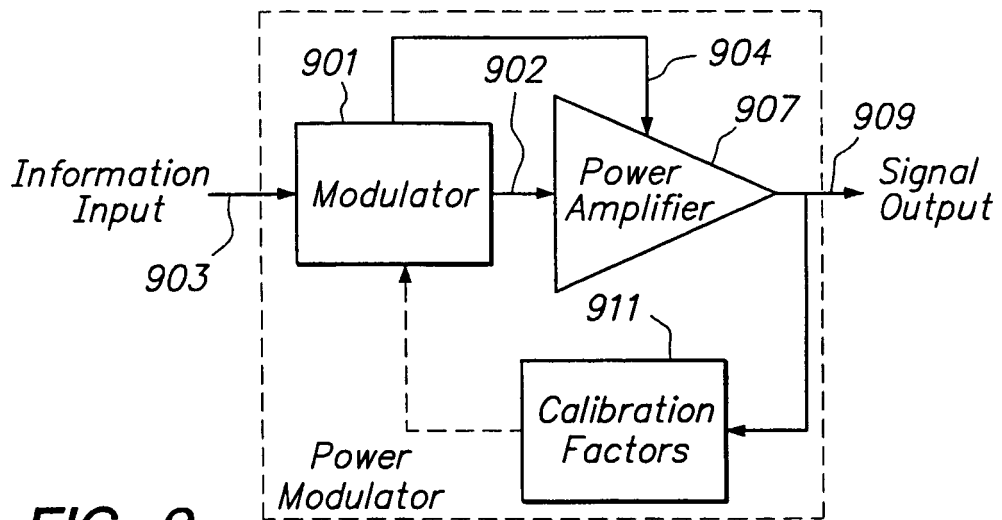 901
902
904
907
909
Information
Input
Modulator
Power
Amplifier
Signal
Output
903
911
Calibration
Factors
Power
Modulator
FIG. 9